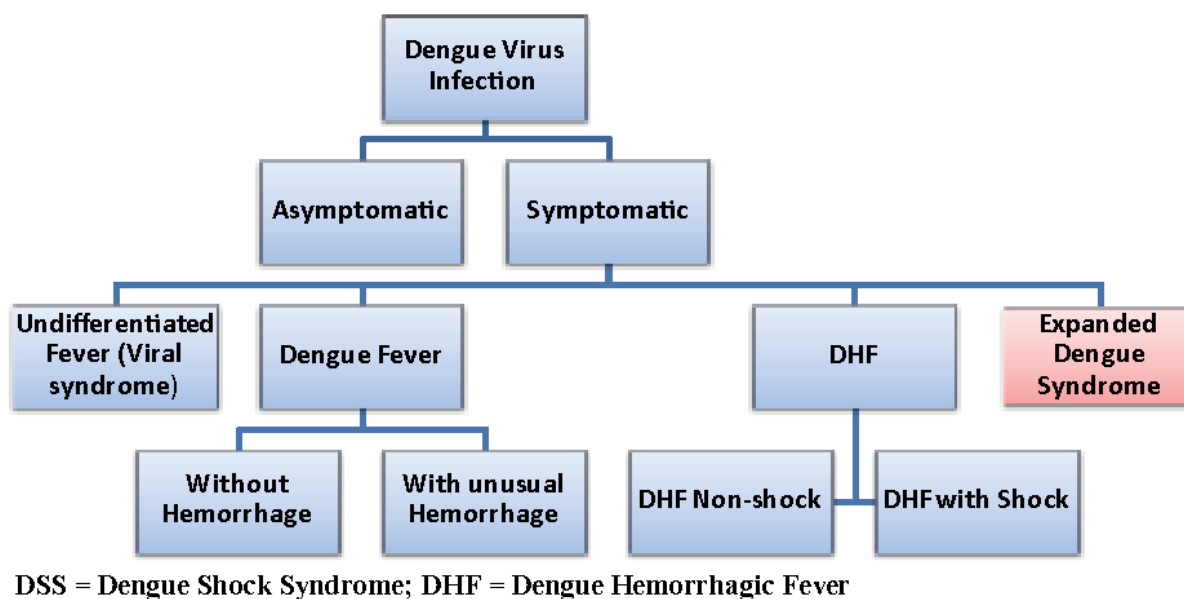 Dengue Virus
Infection
Asymptomatic
Symptomatic
Undifferentiated
Fever (Viral
syndrome)
Dengue Fever
DHF
Expanded
Dengue
Syndrome
Without
Hemorrhage
With unusual
Hemorrhage
DHF Non-shock
DHF with Shock
DSS = Dengue Shock Syndrome; DHF = Dengue Hemorrhagic Fever